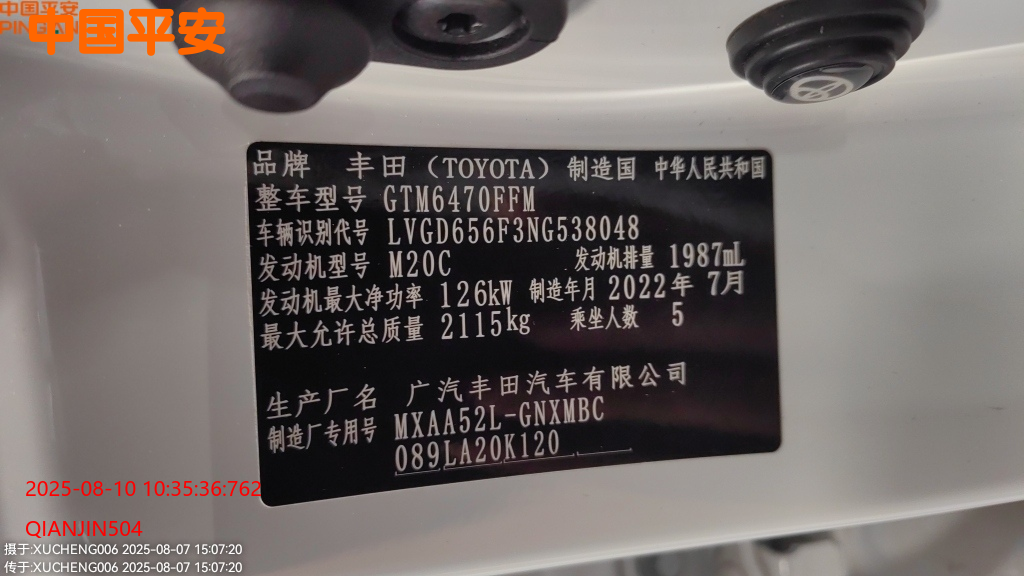 中国平安
PINGAN
中国平安
品牌 丰田（TOYOTA）制造国 中华人民共和国
整车型号 GTM6470FFM
车辆识别代号 LVGD656F3NG538048
发动机型号 M20C 发动机排量 1987mL
发动机最大净功率 126kW 制造年月 2022年 7月
最大允许总质量 2115kg 乘坐人数 5
生产厂名 广汽丰田汽车有限公司
制造厂专用号 MXAA52L-GNXMBC
089LA20K120
2025-08-10 10:35:36:762
QIANJIN504
摄于:XUCHENG006 2025-08-07 15:07:20
传于:XUCHENG006 2025-08-07 15:07:20